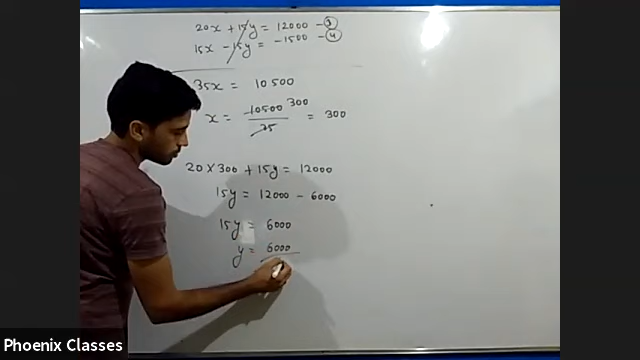 20x + 15y = 12000 - 3
15x - 15y = -1500 - 4
35x = 10500
x = 10500/35 300 = 300
20 X 300 + 15y = 12000
15y = 12000 - 6000
15y = 6000
y = 6000
Phoenix Classes